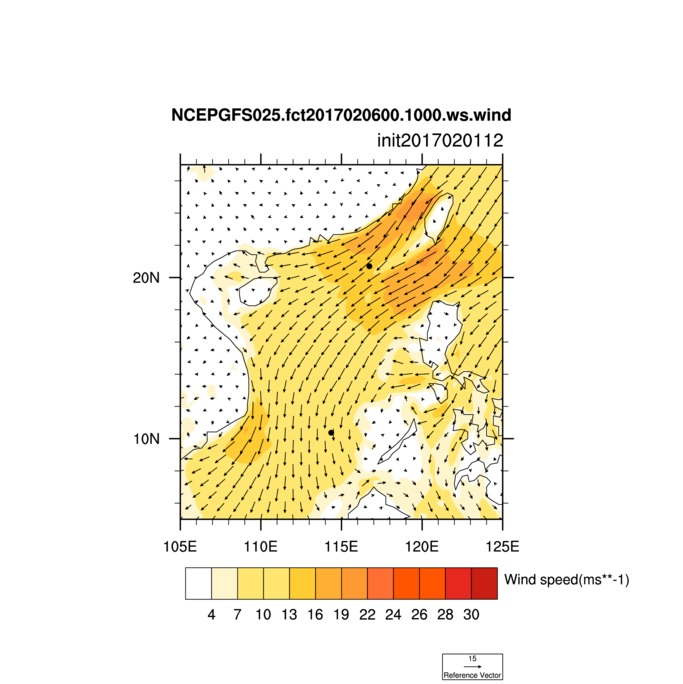 NCEPGFS025.fct2017020600.1000.ws.wind
init2017020112
20N
10N
105E 110E 115E 120E 125E
Wind speed(ms**-1)
4 7 10 13 16 19 22 24 26 28 30
15
Reference Vector